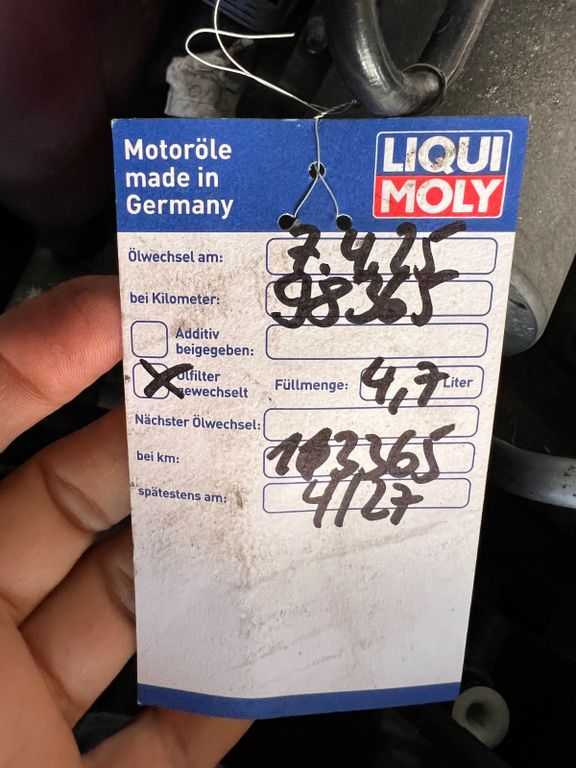 Motoröle
made in
Germany
LIQUI
MOLY
Ölwechsel am: 7.4.25
bei Kilometer: 98365
Additiv
beigegeben:
Ölfilter
gewechselt X
Füllmenge: 4,7 Liter
Nächster Ölwechsel:
bei km:
spätestens am: 4/27